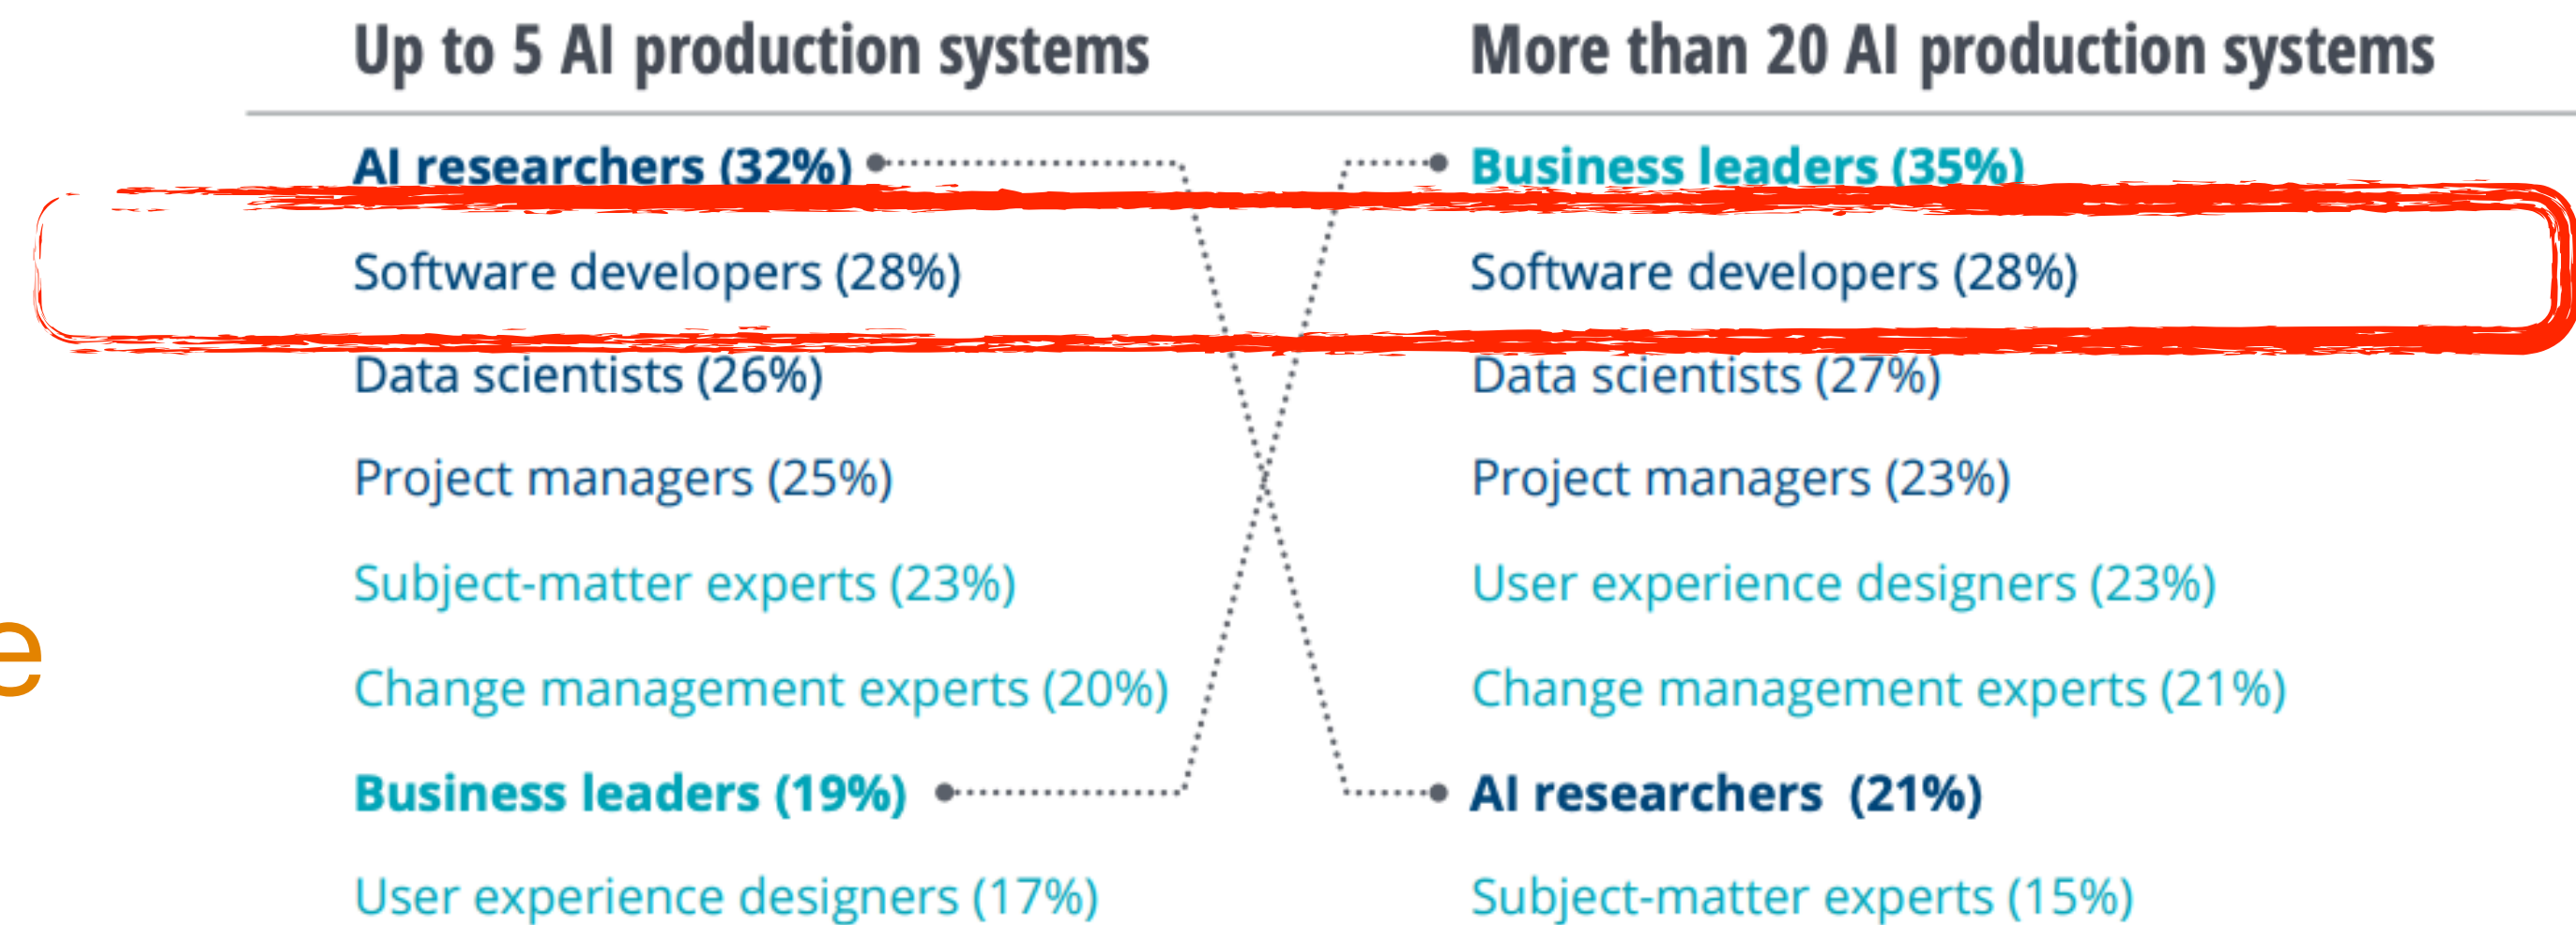 Up to 5 AI production systems
AI researchers (32%)
Software developers (28%)
Data scientists (26%)
Project managers (25%)
Subject-matter experts (23%)
Change management experts (20%)
Business leaders (19%)
User experience designers (17%)
More than 20 AI production systems
Business leaders (35%)
Software developers (28%)
Data scientists (27%)
Project managers (23%)
User experience designers (23%)
Change management experts (21%)
AI researchers (21%)
Subject-matter experts (15%)
e